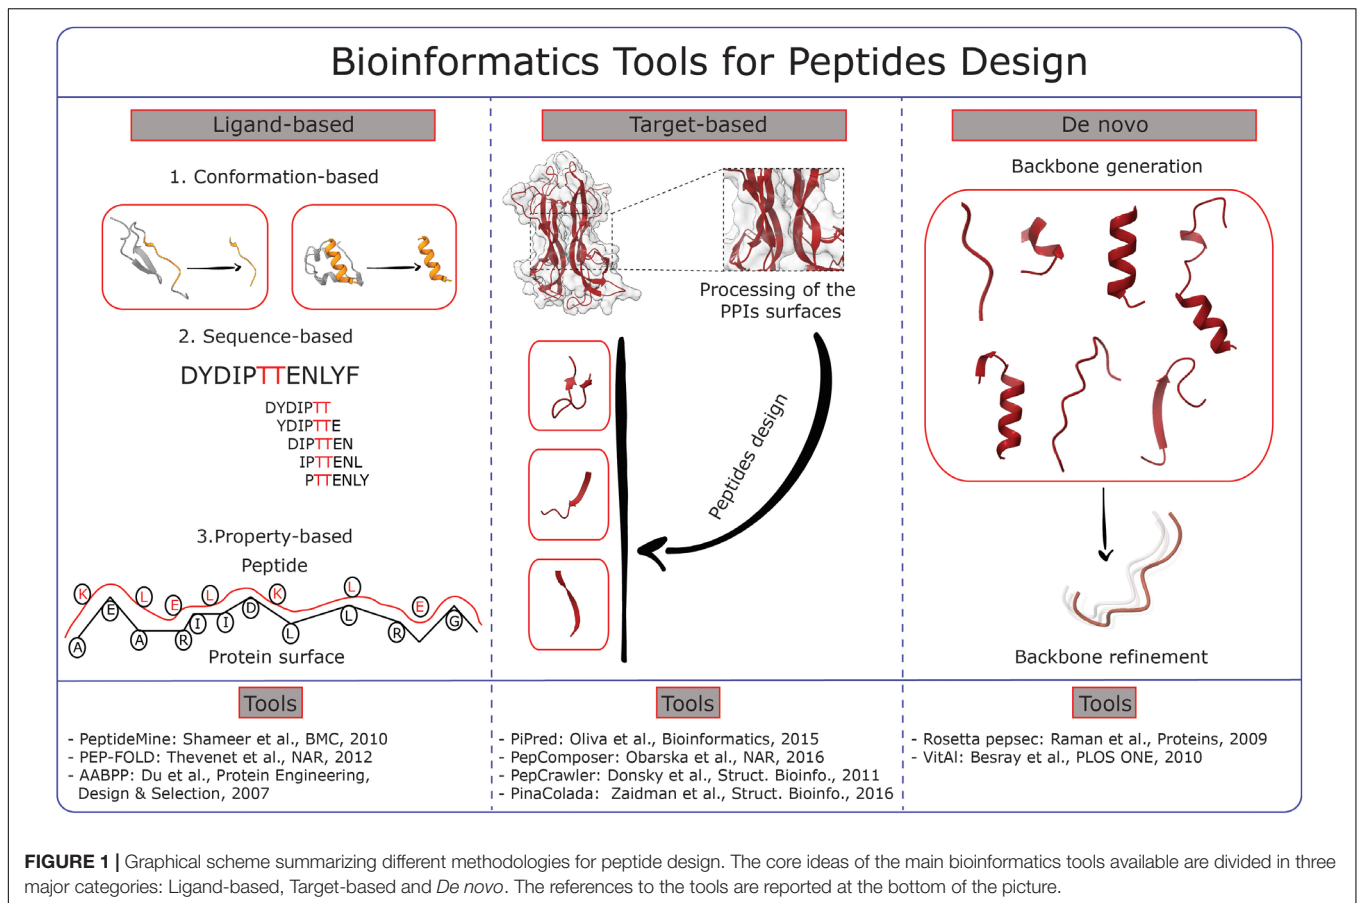 Bioinformatics Tools for Peptides Design
Ligand-based
1. Conformation-based
2. Sequence-based
DYDIPTTENLYF
DYDIPTT
YDIPTTE
DIPTTEN
IPTTENL
PTTENLY
3.Property-based
Peptide
K L E L K L E
A E A R I I D L L R G
Protein surface
Target-based
Processing of the
PPIs surfaces
Peptides design
De novo
Backbone generation
Backbone refinement
Tools
- PeptideMine: Shameer et al., BMC, 2010
- PEP-FOLD: Thevenet et al., NAR, 2012
- AABPP: Du et al., Protein Engineering,
Design & Selection, 2007
Tools
- PiPred: Oliva et al., Bioinformatics, 2015
- PepComposer: Obarska et al., NAR, 2016
- PepCrawler: Donsky et al., Struct. Bioinfo., 2011
- PinaColada: Zaidman et al., Struct. Bioinfo., 2016
Tools
- Rosetta pepsec: Raman et al., Proteins, 2009
- VitAl: Besray et al., PLOS ONE, 2010
FIGURE 1 | Graphical scheme summarizing different methodologies for peptide design. The core ideas of the main bioinformatics tools available are divided in three
major categories: Ligand-based, Target-based and De novo. The references to the tools are reported at the bottom of the picture.